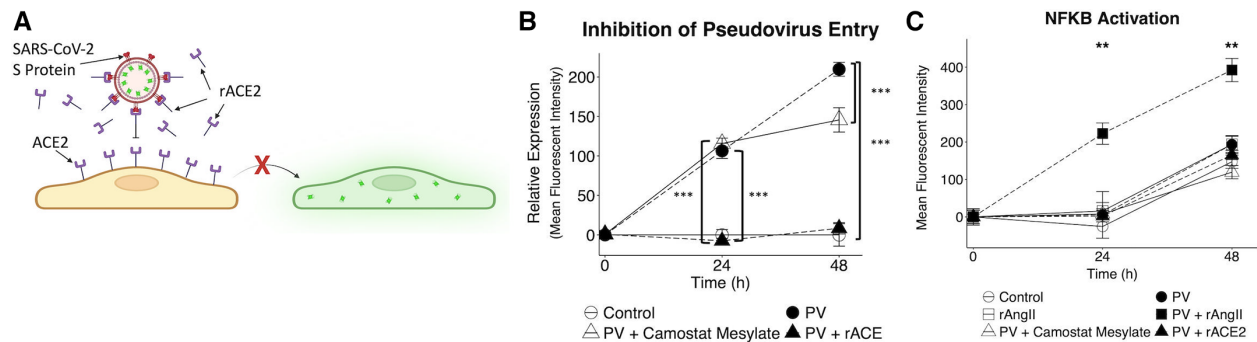 A
SARS-CoV-2
S Protein
rACE2
ACE2
X
B
Inhibition of Pseudovirus Entry
Relative Expression
(Mean Fluorescent Intensity)
200
150
100
50
0
***
***
***
***
0
24
48
Time (h)
Control
PV
PV + Camostat Mesylate
PV + rACE
C
NFKB Activation
Mean Fluorescent Intensity
400
300
200
100
0
**
**
0
24
48
Time (h)
Control
PV
rAngII
PV + rAngII
PV + Camostat Mesylate
PV + rACE2